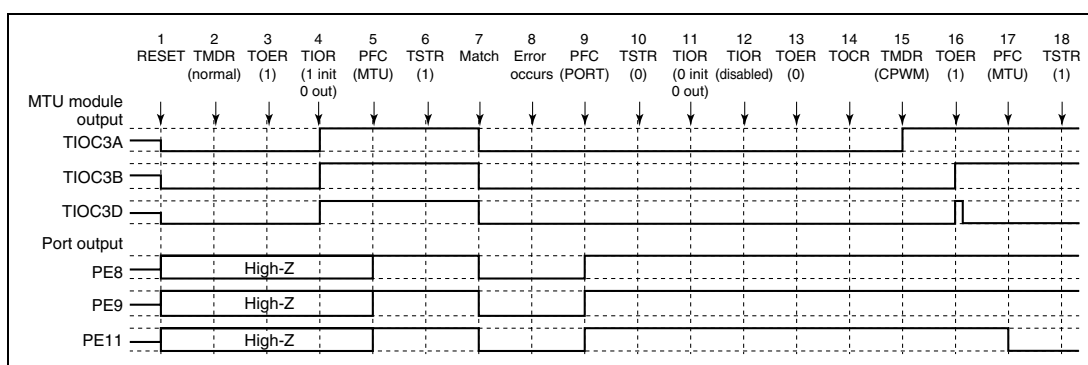 1 2 3 4 5 6 7 8 9 10 11 12 13 14 15 16 17 18
RESET TMDR TOER TIOR PFC TSTR Match Error PFC TSTR TIOR TIOR TOER TOCR TMDR TOER PFC TSTR
(normal) (1) (1 init (MTU) (1) occurs (PORT) (0) (0 init (disabled) (0) (CPWM) (1) (MTU) (1)
0 out) 0 out)
MTU module
output
TIOC3A
TIOC3B
TIOC3D
Port output
PE8 High-Z
PE9 High-Z
PE11 High-Z